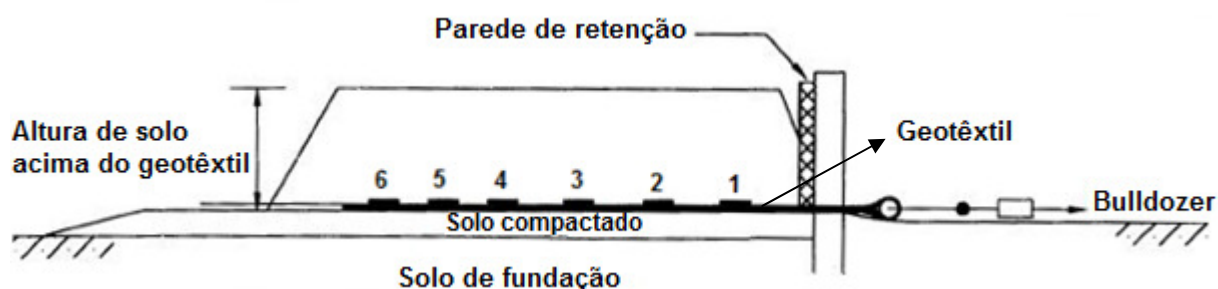 Parede de retenção
Altura de solo
acima do geotêxtil
Geotêxtil
6 5 4 3 2 1
Bulldozer
Solo compactado
Solo de fundação